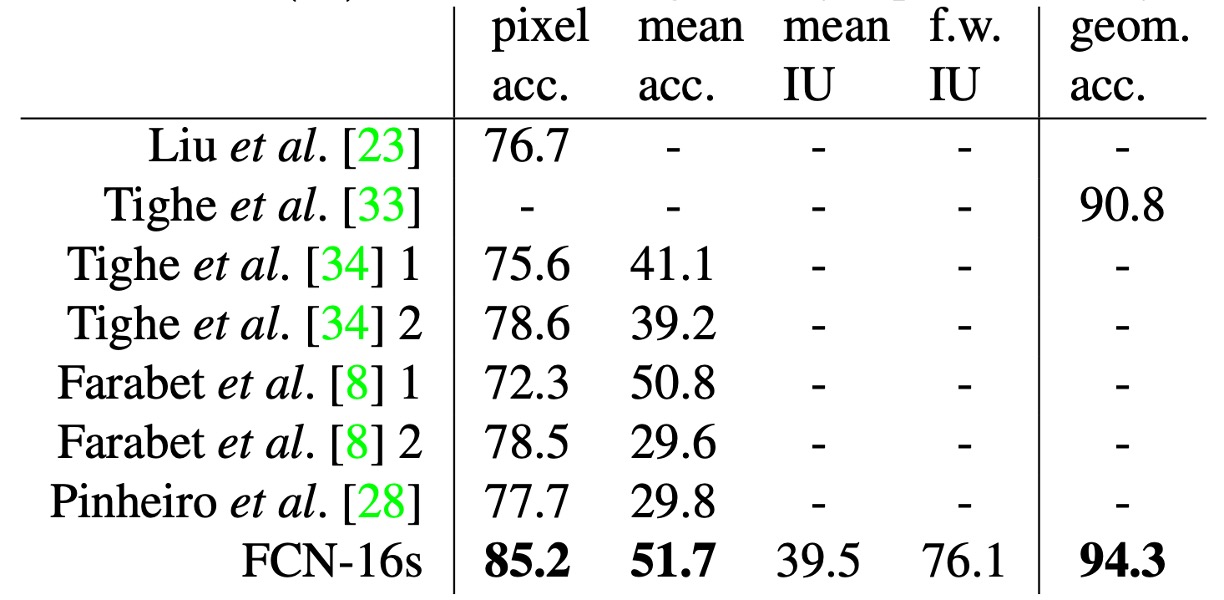 pixel mean mean f.w. geom.
acc. acc. IU IU acc.
Liu et al. [23] 76.7 - - - -
Tighe et al. [33] - - - - 90.8
Tighe et al. [34] 1 75.6 41.1 - - -
Tighe et al. [34] 2 78.6 39.2 - - -
Farabet et al. [8] 1 72.3 50.8 - - -
Farabet et al. [8] 2 78.5 29.6 - - -
Pinheiro et al. [28] 77.7 29.8 - - -
FCN-16s 85.2 51.7 39.5 76.1 94.3